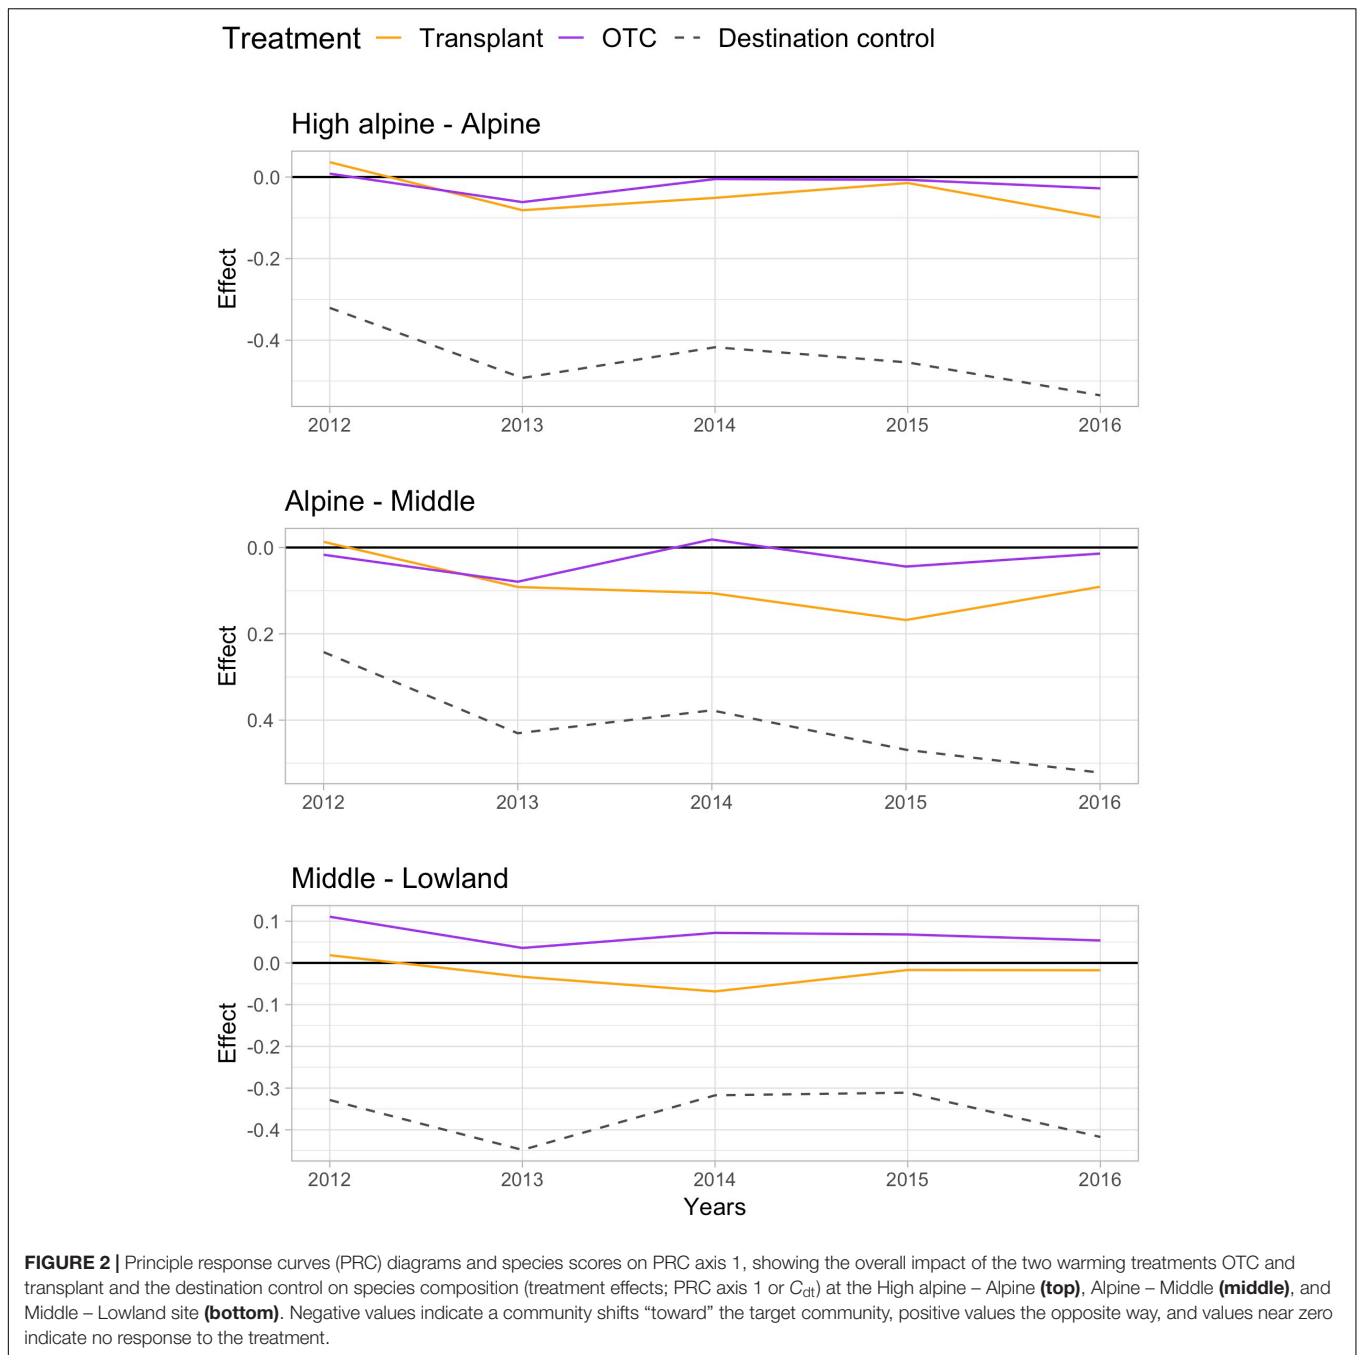 Treatment Transplant OTC Destination control
High alpine - Alpine
0.0
-0.2
-0.4
Effect
2012 2013 2014 2015 2016
Alpine - Middle
0.0
0.2
0.4
Effect
2012 2013 2014 2015 2016
Middle - Lowland
0.1
0.0
-0.1
-0.2
-0.3
-0.4
Effect
2012 2013 2014 2015 2016
Years
FIGURE 2 | Principle response curves (PRC) diagrams and species scores on PRC axis 1, showing the overall impact of the two warming treatments OTC and
transplant and the destination control on species composition (treatment effects; PRC axis 1 or Cdt) at the High alpine – Alpine (top), Alpine – Middle (middle), and
Middle – Lowland site (bottom). Negative values indicate a community shifts “toward” the target community, positive values the opposite way, and values near zero
indicate no response to the treatment.